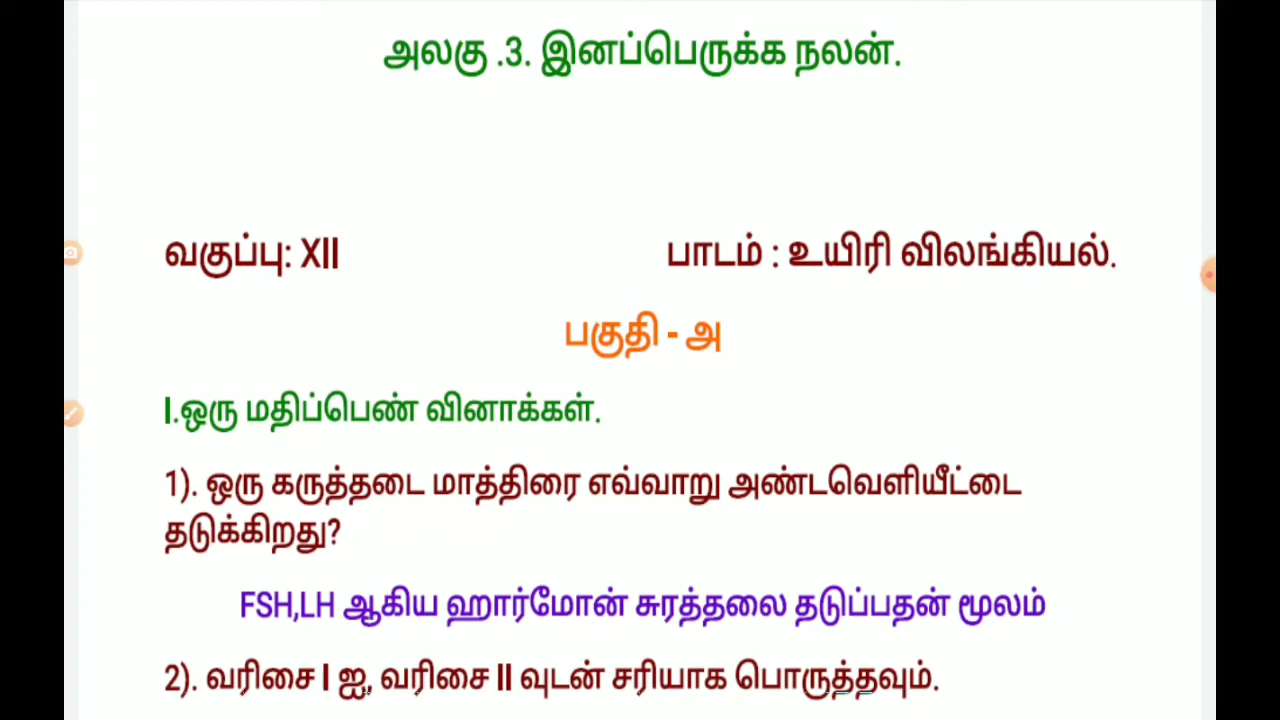 அலகு .3. இனப்பெருக்க நலன்.
வகுப்பு: XII பாடம் : உயிரி விலங்கியல்.
பகுதி - அ
I.ஒரு மதிப்பெண் வினாக்கள்.
1). ஒரு கருத்தடை மாத்திரை எவ்வாறு அண்டவெளியீட்டை
தடுக்கிறது?
FSH,LH ஆகிய ஹார்மோன் சுரத்தலை தடுப்பதன் மூலம்
2). வரிசை I ஐ, வரிசை II வுடன் சரியாக பொருத்தவும்.